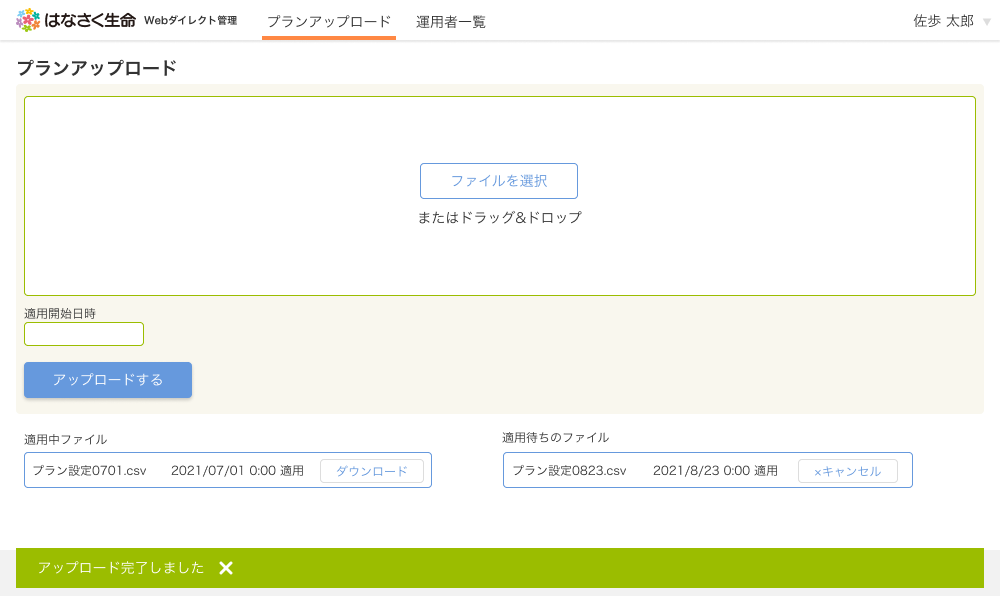 はなさく生命 Webダイレクト管理 プランアップロード 運用者一覧 佐歩 太郎
プランアップロード
ファイルを選択
またはドラッグ&ドロップ
適用開始日時
アップロードする
適用中ファイル
プラン設定0701.csv 2021/07/01 0:00 適用 ダウンロード
適用待ちのファイル
プラン設定0823.csv 2021/8/23 0:00 適用 ×キャンセル
アップロード完了しました